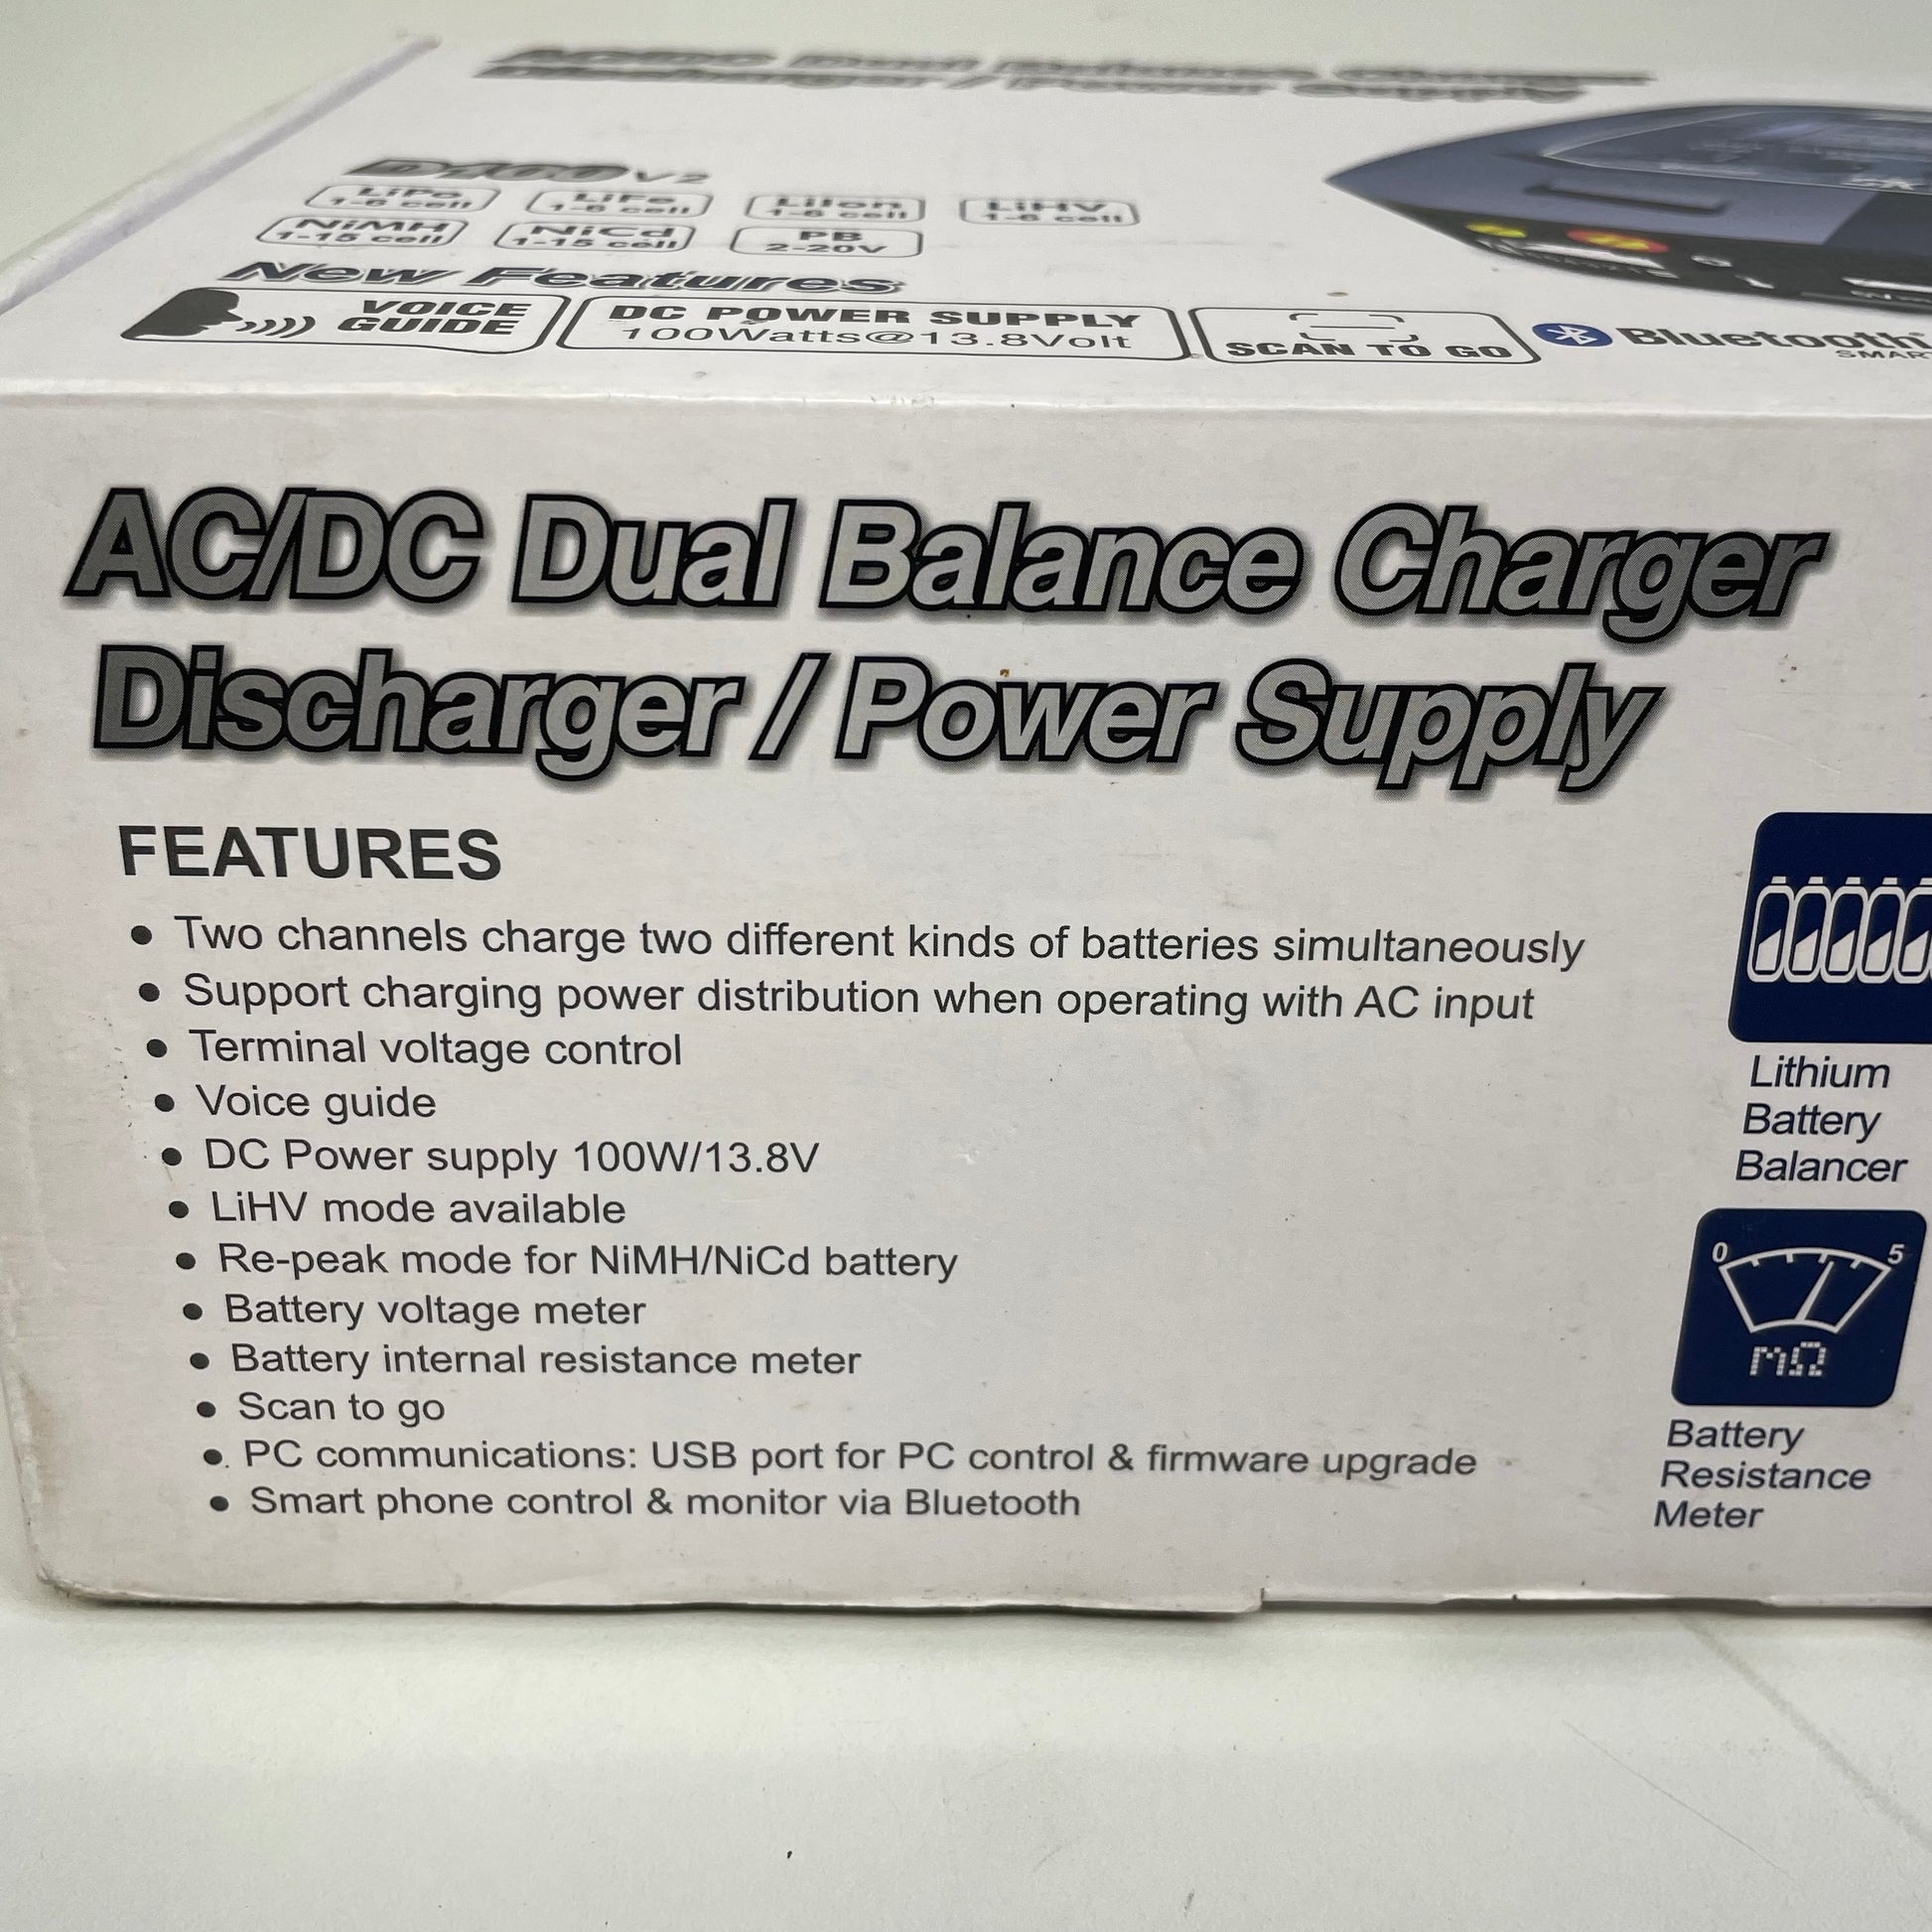 AC/DC Dual Balance Charger
Discharger / Power Supply
D400 V2
LiPo
1-6 cell
LiFe
1-6 cell
LiIon
1-6 cell
LiHV
1-6 cell
NiMH
1-15 cell
NiCd
1-15 cell
PB
2-20V
New Features
VOICE
GUIDE
DC POWER SUPPLY
100Watts@13.8Volt
SCAN TO GO
Bluetooth
AC/DC Dual Balance Charger
Discharger / Power Supply
FEATURES
• Two channels charge two different kinds of batteries simultaneously
• Support charging power distribution when operating with AC input
• Terminal voltage control
• Voice guide
• DC Power supply 100W/13.8V
• LiHV mode available
• Re-peak mode for NiMH/NiCd battery
• Battery voltage meter
• Battery internal resistance meter
• Scan to go
• PC communications: USB port for PC control & firmware upgrade
• Smart phone control & monitor via Bluetooth
Lithium
Battery
Balancer
0 5
mΩ
Battery
Resistance
Meter